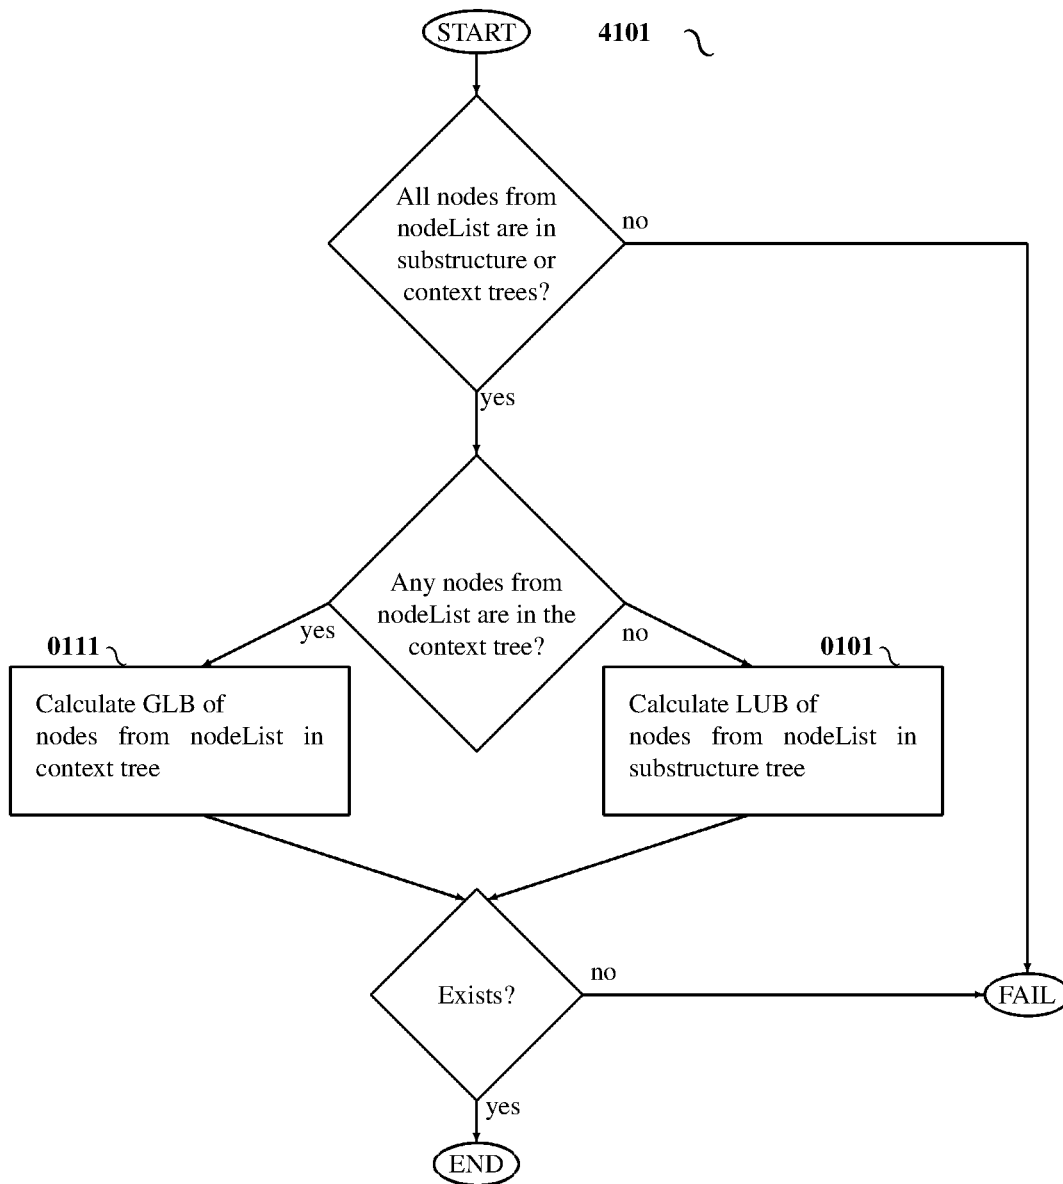 START
4101
All nodes from
nodeList are in
substructure or
context trees?
no
yes
Any nodes from
nodeList are in the
context tree?
yes
no
0111
0101
Calculate GLB of
nodes from nodeList in
context tree
Calculate LUB of
nodes from nodeList in
substructure tree
Exists?
no
FAIL
yes
END